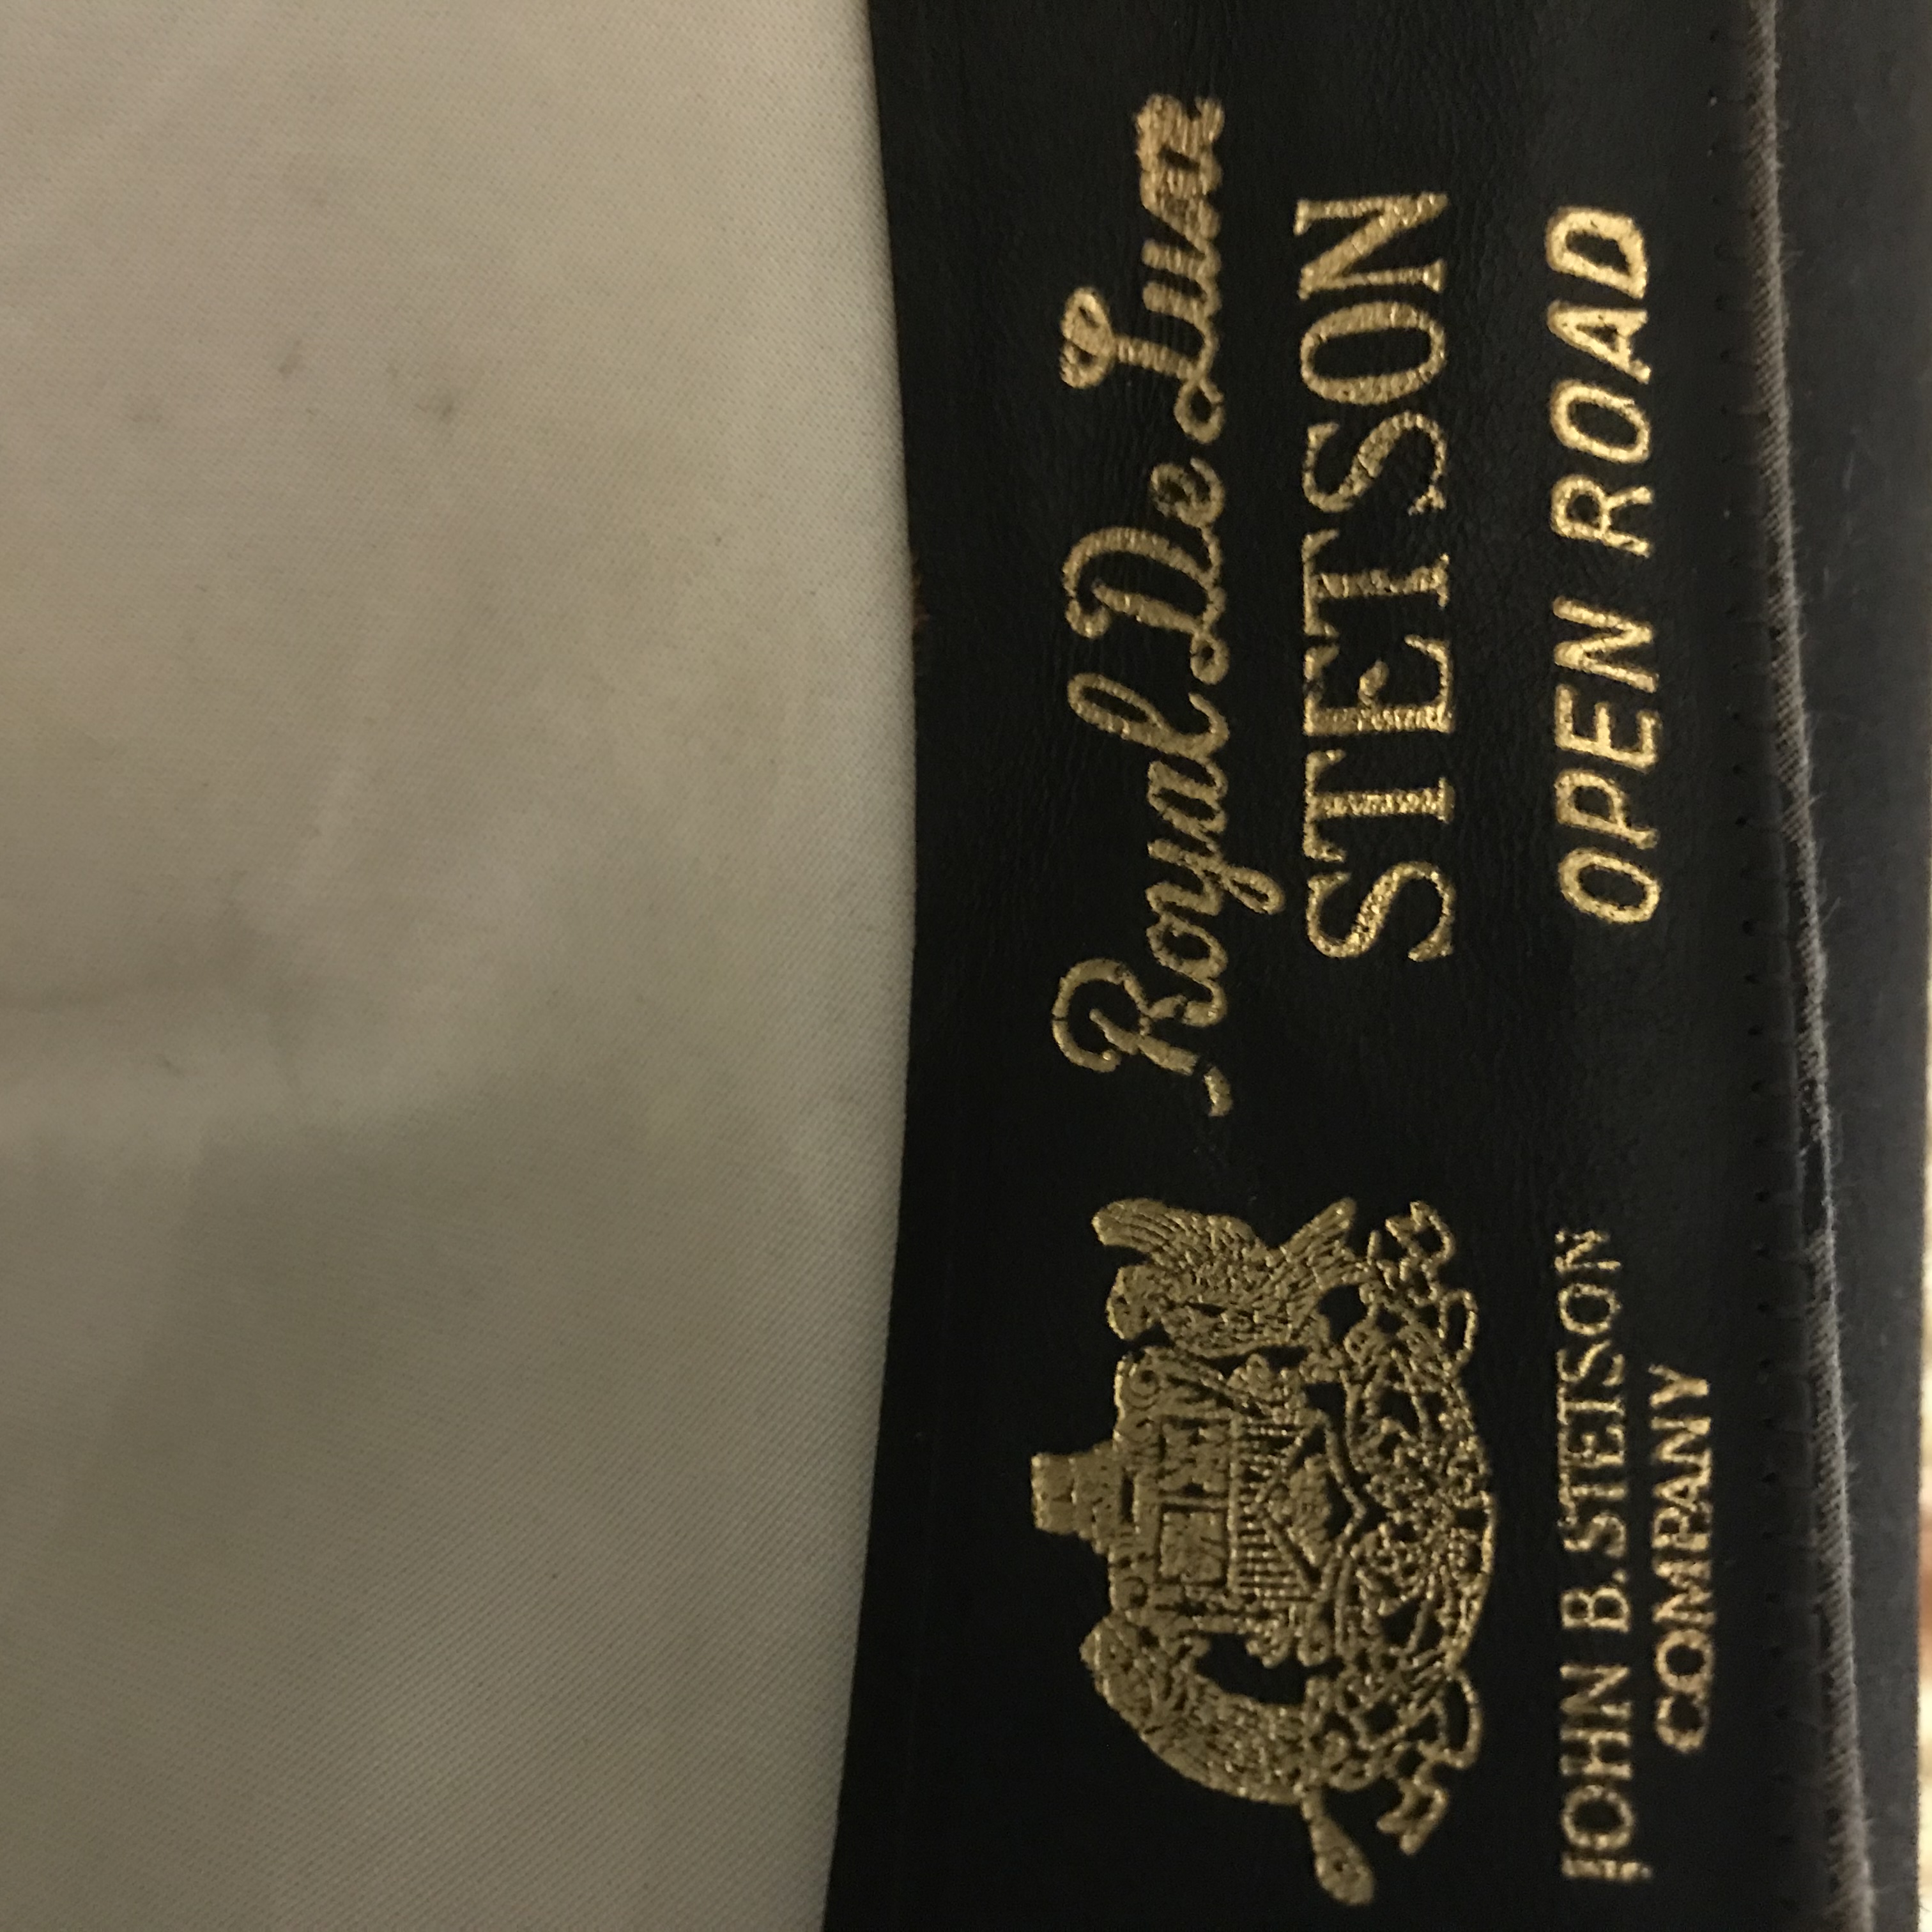 Royal De Luxe
STETSON
OPEN ROAD
JOHN B. STETSON
COMPANY